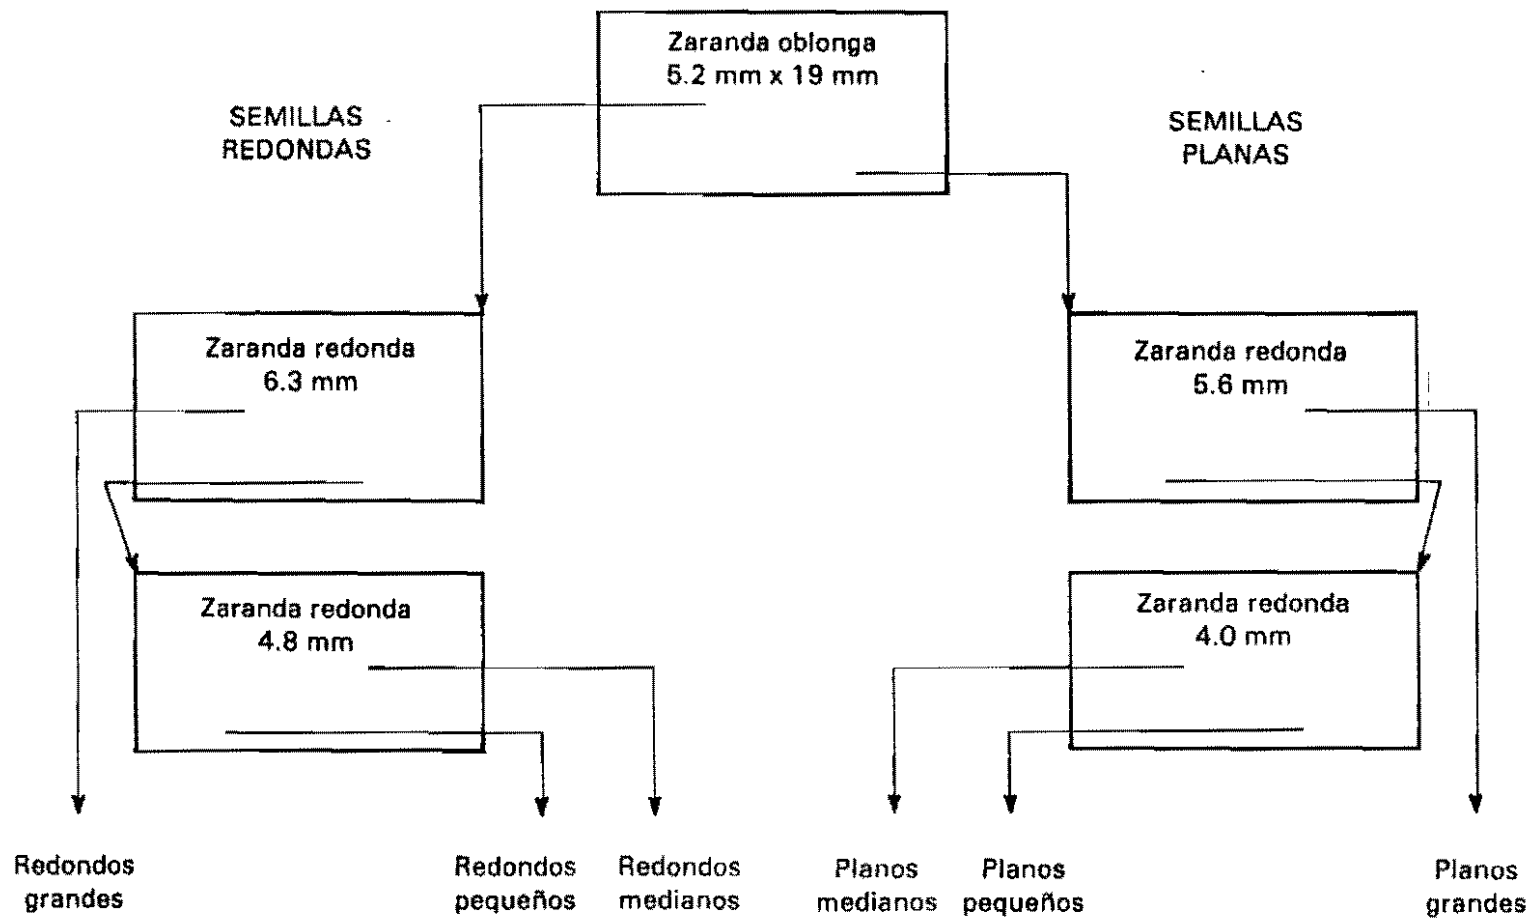 Zaranda oblonga
5.2 mm x 19 mm
SEMILLAS
REDONDAS
SEMILLAS
PLANAS
Zaranda redonda
6.3 mm
Zaranda redonda
5.6 mm
Zaranda redonda
4.8 mm
Zaranda redonda
4.0 mm
Redondos
grandes
Redondos
pequeños
Redondos
medianos
Planos
medianos
Planos
pequeños
Planos
grandes